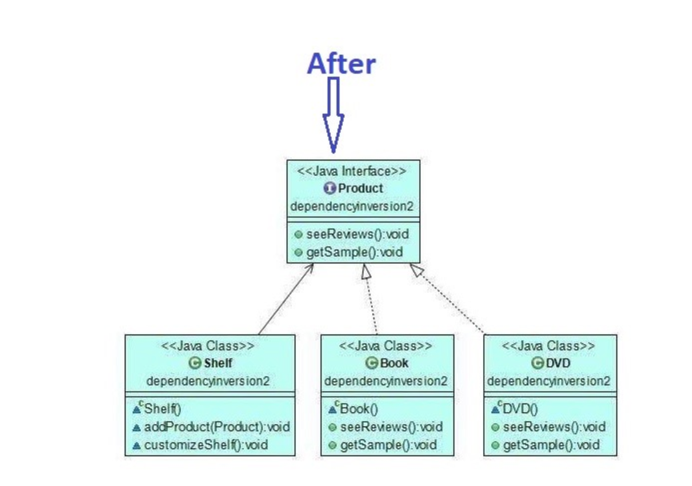 After
<<Java Interface>>
Product
dependencyinversion2
seeReviews():void
getSample():void
<<Java Class>>
Shelf
dependencyinversion2
Shelf()
addProduct(Product):void
customizeShelf():void
<<Java Class>>
Book
dependencyinversion2
Book()
seeReviews():void
getSample():void
<<Java Class>>
DVD
dependencyinversion2
DVD()
seeReviews():void
getSample():void